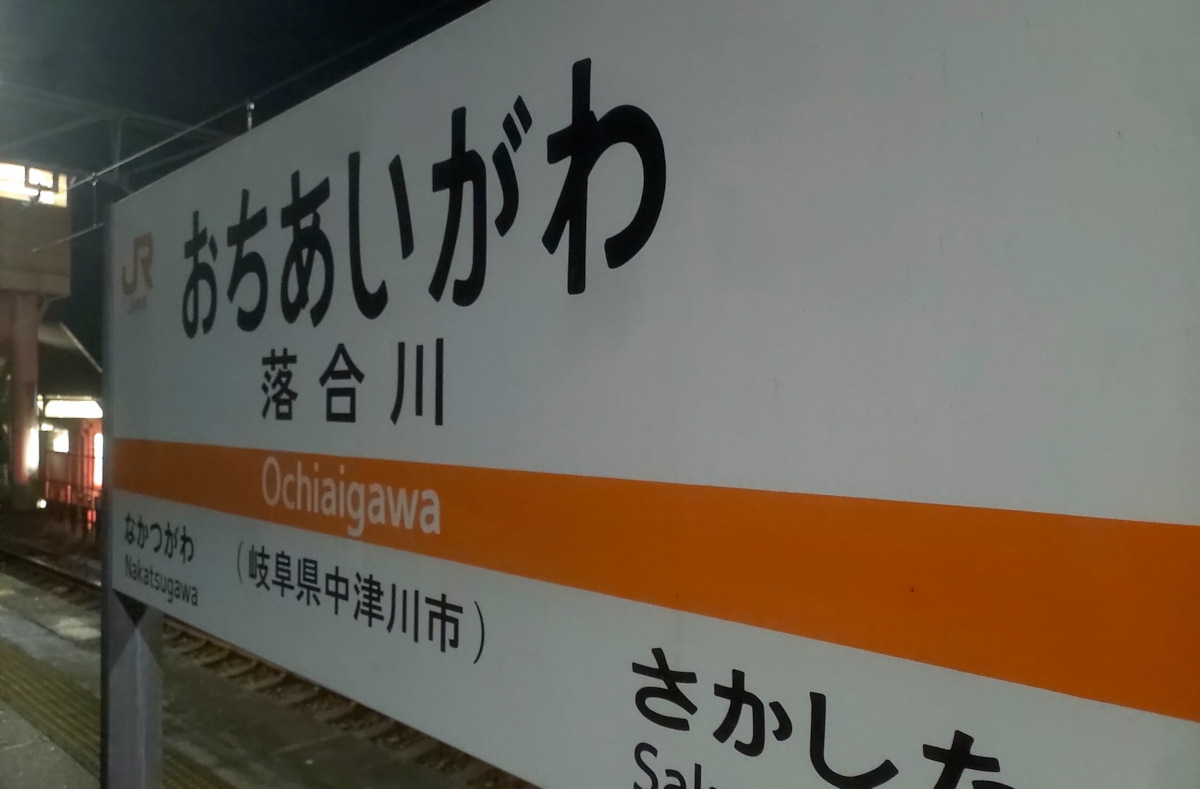 JR
おちあいがわ
落合川
Ochiaigawa
なかつがわ
Nakatsugawa
(岐阜県中津川市)
さかした